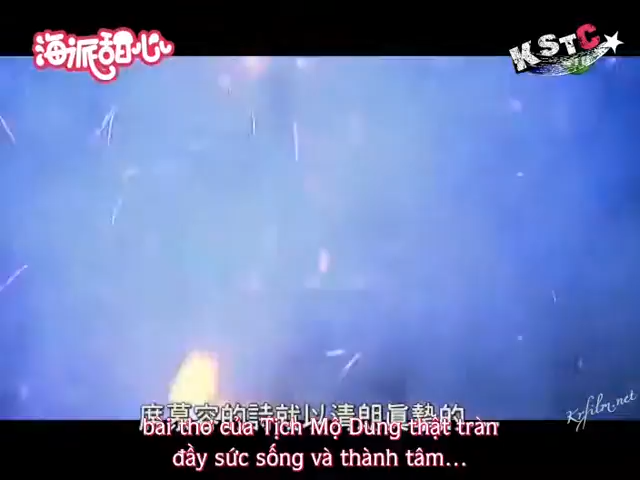 海派甜心
KSTC
席慕容的詩就以清朗真摯的
bài thơ của Tịch Mộ Dung thật tràn
đầy sức sống và thành tâm...
Krfilm.net